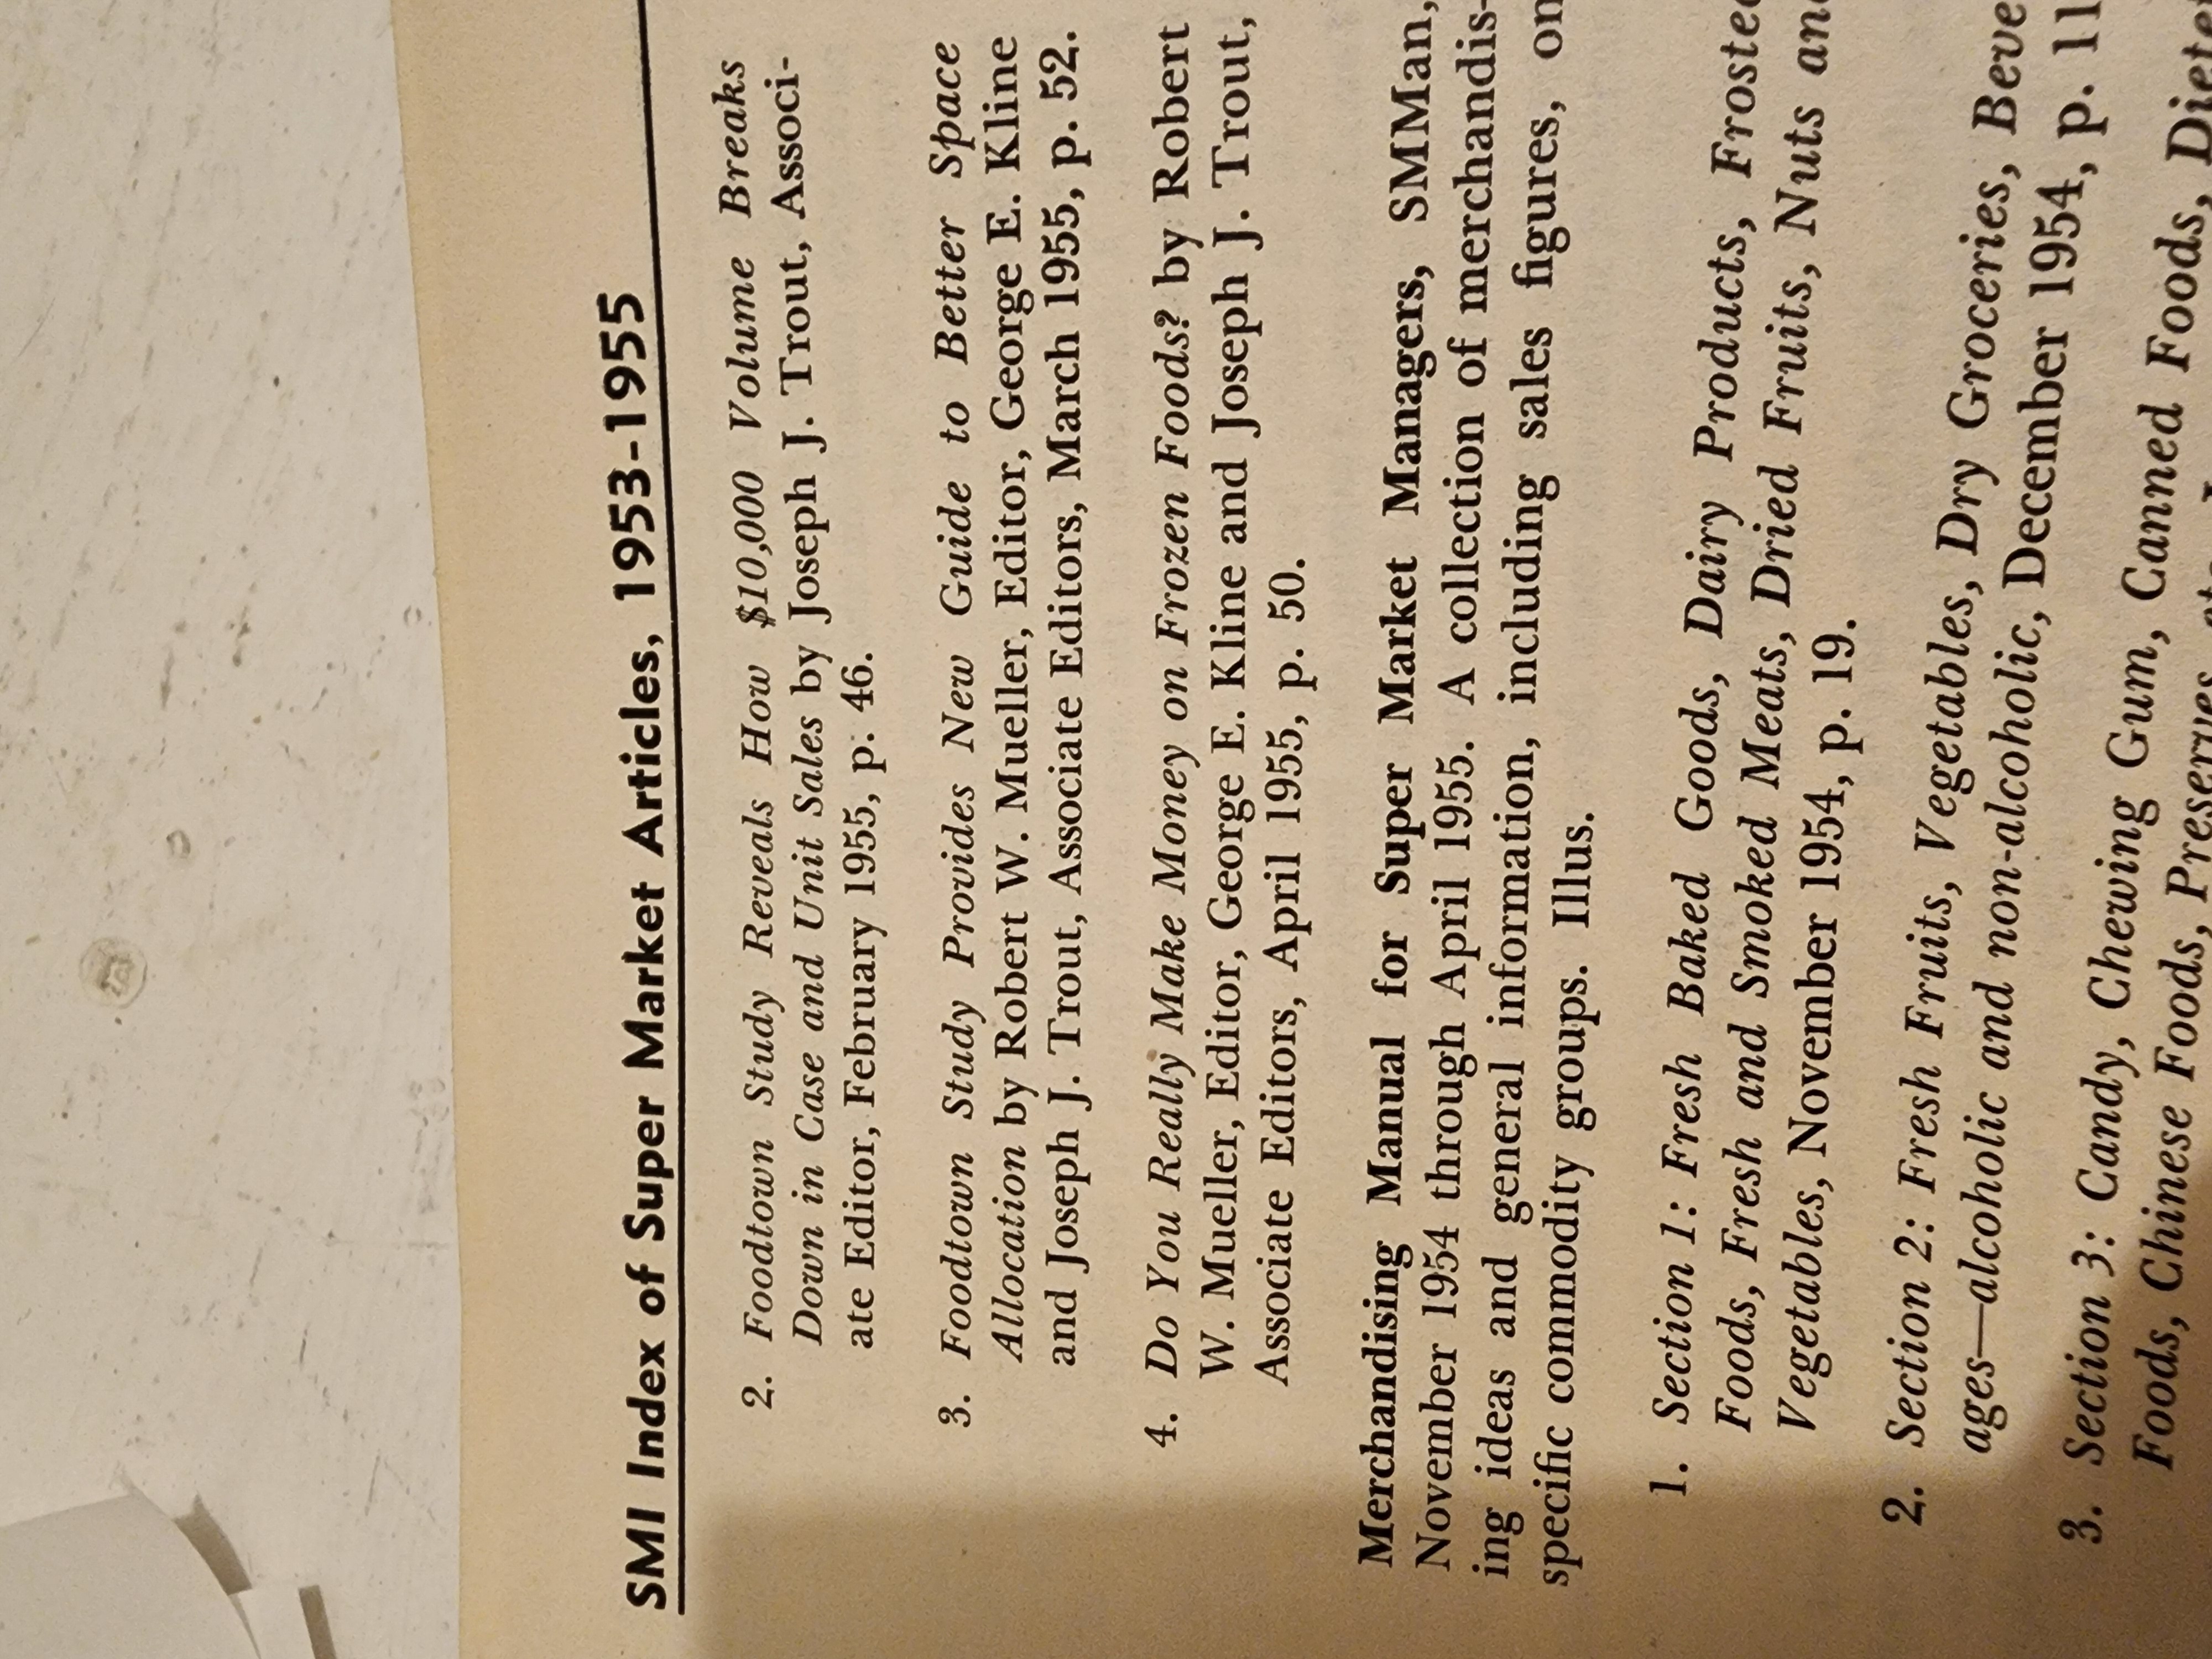 SMI Index of Super Market Articles, 1953-1955
2. Foodtown Study Reveals How $10,000 Volume Breaks
Down in Case and Unit Sales by Joseph J. Trout, Associ-
ate Editor, February 1955, p. 46.
3. Foodtown Study Provides New Guide to Better Space
Allocation by Robert W. Mueller, Editor, George E. Kline
and Joseph J. Trout, Associate Editors, March 1955, p. 52.
4. Do You Really Make Money on Frozen Foods? by Robert
W. Mueller, Editor, George E. Kline and Joseph J. Trout,
Associate Editors, April 1955, p. 50.
Merchandising Manual for Super Market Managers, SMMan,
November 1954 through April 1955. A collection of merchandis-
ing ideas and general information, including sales figures, on
specific commodity groups. Illus.
1. Section 1: Fresh Baked Goods, Dairy Products, Frosted
Foods, Fresh and Smoked Meats, Dried Fruits, Nuts and
Vegetables, November 1954, p. 19.
2. Section 2: Fresh Fruits, Vegetables, Dry Groceries, Beve
ages—alcoholic and non-alcoholic, December 1954, p. 11
3. Section 3: Candy, Chewing Gum, Canned Foods,
Foods, Chinese Foods, Preserves